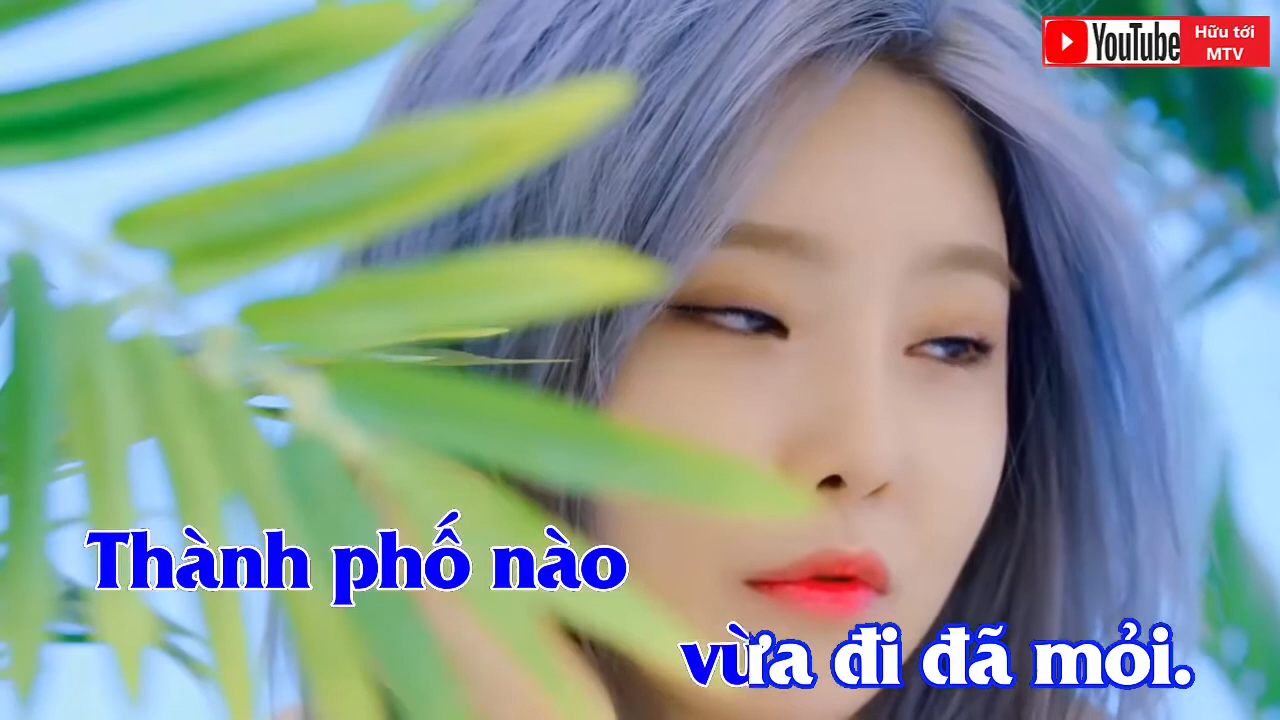 YouTube
Hữu tới
MTV
Thành phố nào
vừa đi đã mỏi.